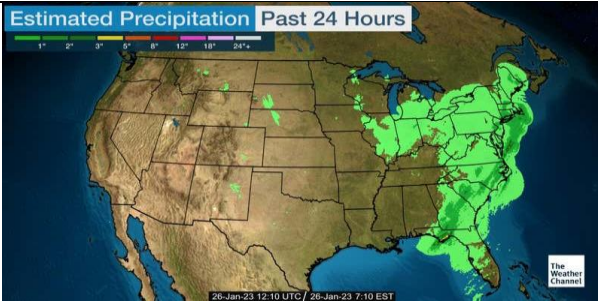 Estimated Precipitation Past 24 Hours
1" 2" 3" 5" 8" 12" 18" 24"+
The
Weather
Channel
26-Jan-23 12:10 UTC / 26-Jan-23 7:10 EST